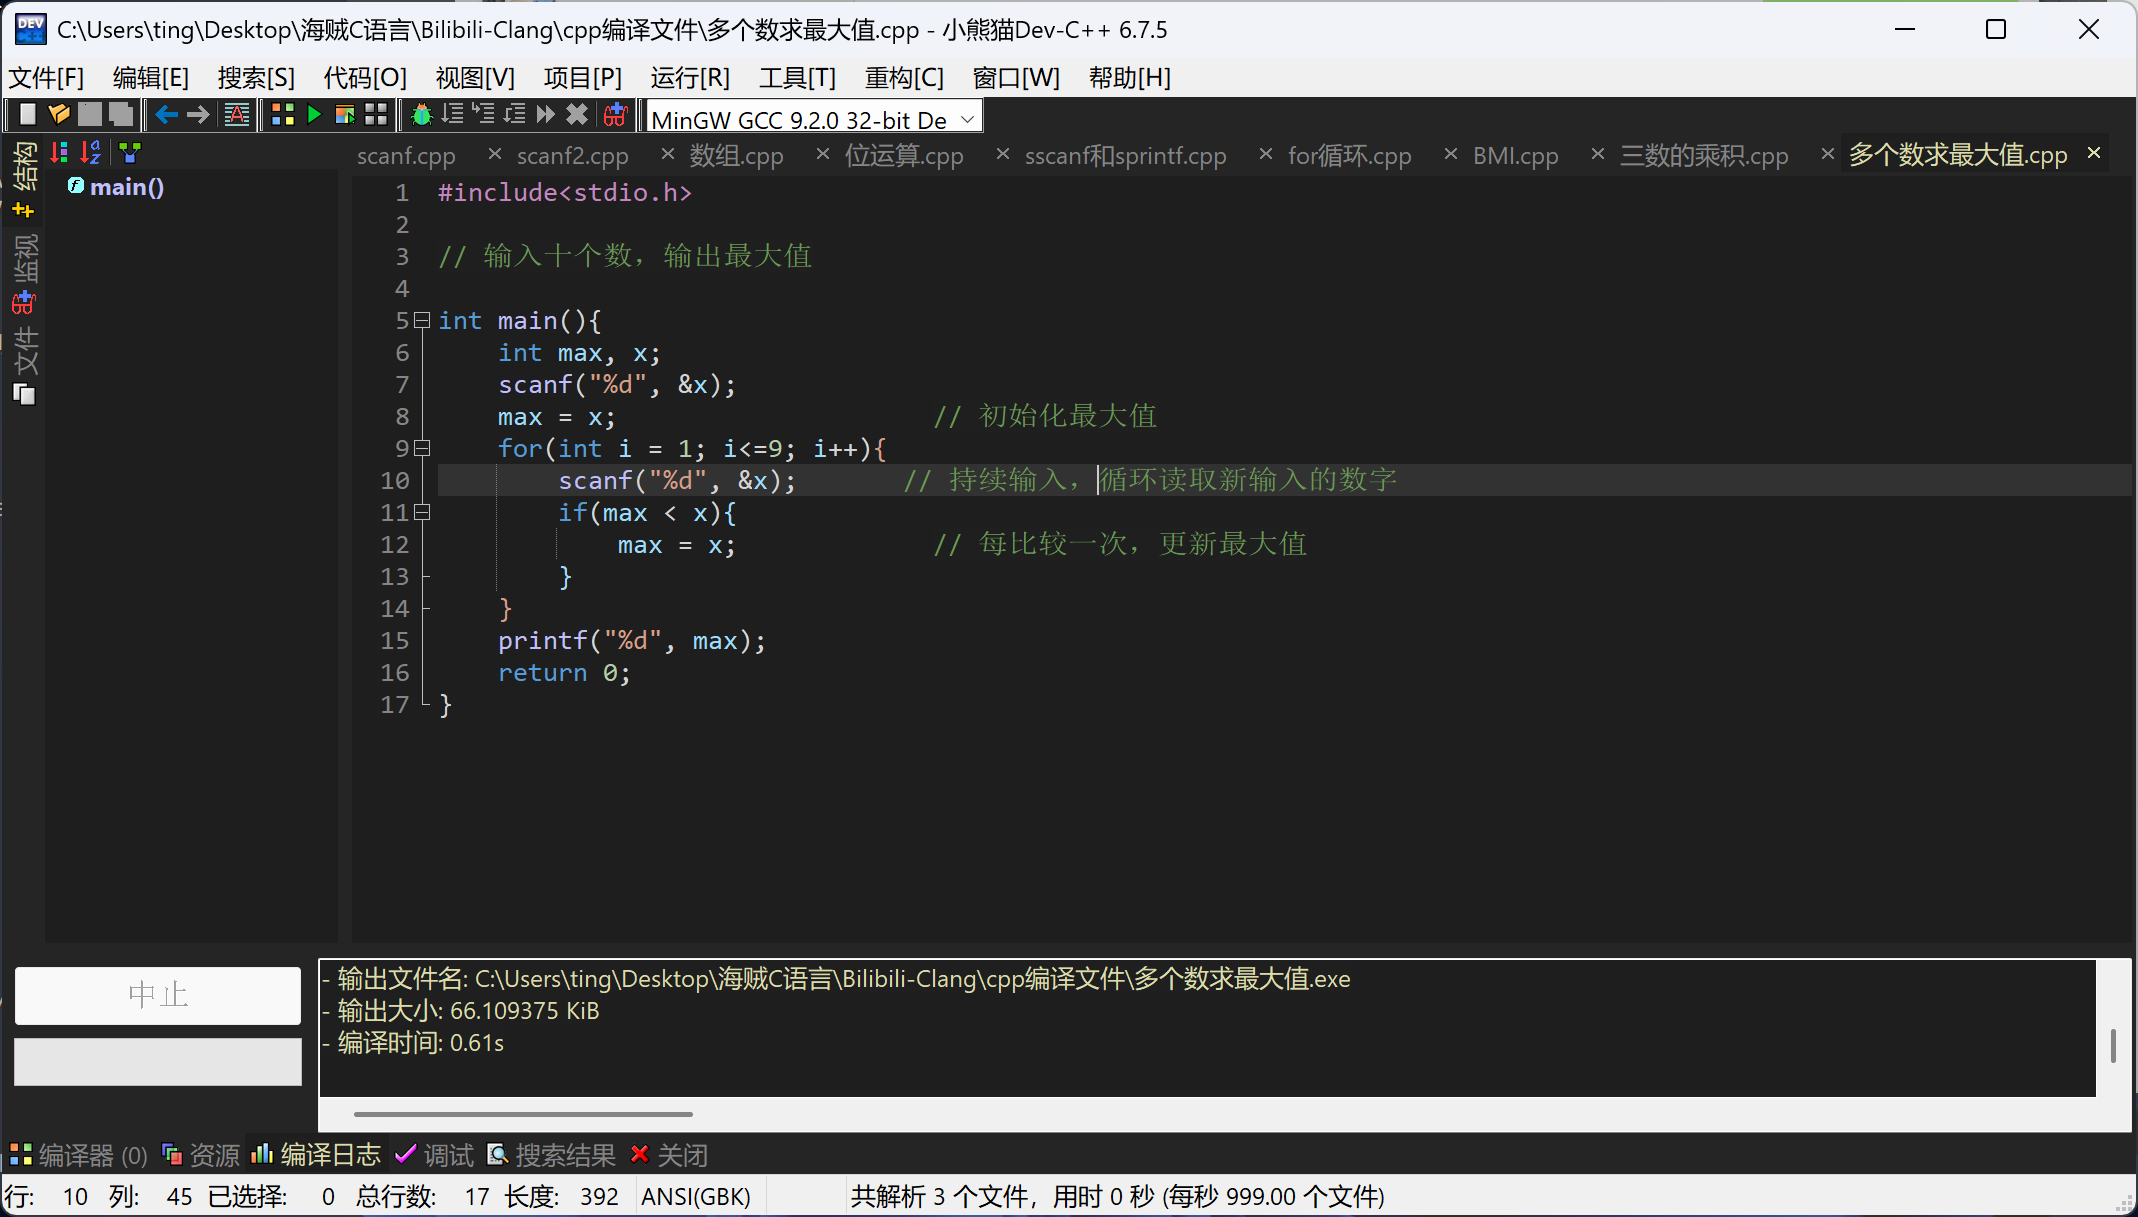 C:\Users\ting\Desktop\海贼C语言\Bilibili-Clang\cpp编译文件\多个数求最大值.cpp - 小熊猫Dev-C++ 6.7.5
文件[F] 编辑[E] 搜索[S] 代码[O] 视图[V] 项目[P] 运行[R] 工具[T] 重构[C] 窗口[W] 帮助[H]
MinGW GCC 9.2.0 32-bit De
scanf.cpp scanf2.cpp 数组.cpp 位运算.cpp sscanf和sprintf.cpp for循环.cpp BMI.cpp 三数的乘积.cpp 多个数求最大值.cpp
结构
监视
文件
main()
1 #include<stdio.h>
2
3 // 输入十个数，输出最大值
4
5 int main(){
6     int max, x;
7     scanf("%d", &x);
8     max = x;                     // 初始化最大值
9     for(int i = 1; i<=9; i++){
10         scanf("%d", &x);       // 持续输入，循环读取新输入的数字
11         if(max < x){
12             max = x;             // 每比较一次，更新最大值
13         }
14     }
15     printf("%d", max);
16     return 0;
17 }
中止
- 输出文件名: C:\Users\ting\Desktop\海贼C语言\Bilibili-Clang\cpp编译文件\多个数求最大值.exe
- 输出大小: 66.109375 KiB
- 编译时间: 0.61s
编译器 (0) 资源 编译日志 调试 搜索结果 关闭
行: 10 列: 45 已选择: 0 总行数: 17 长度: 392 ANSI(GBK) 共解析 3 个文件，用时 0 秒 (每秒 999.00 个文件)